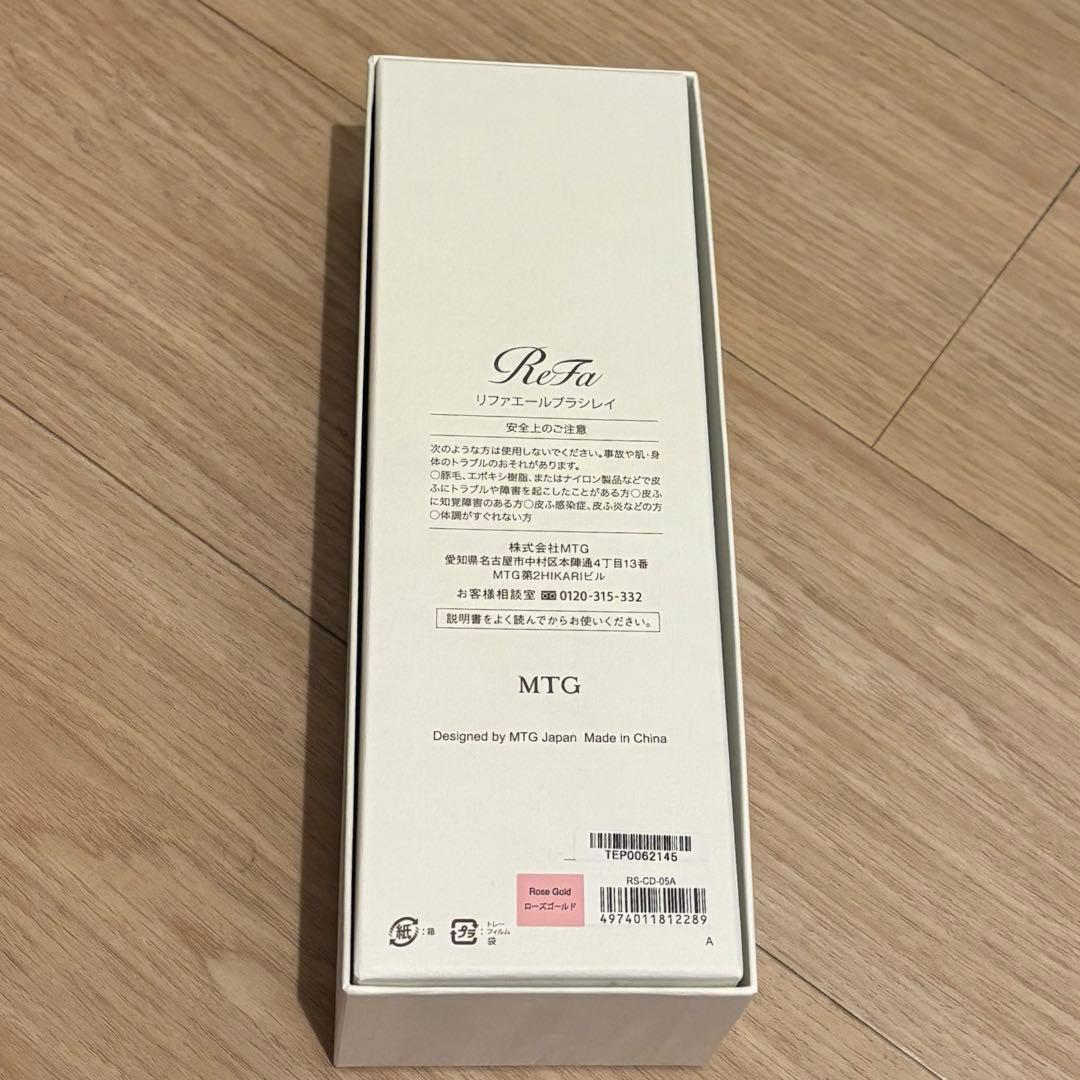 ReFa
リファエールブラシレイ
安全上のご注意
次のような方は使用しないでください。事故や肌・身
体のトラブルのおそれがあります。
○豚毛、エポキシ樹脂、またはナイロン製品などで皮
ふにトラブルや障害を起こしたことがある方○皮ふ
に知覚障害のある方○皮ふ感染症、皮ふ炎などの方
○体調がすぐれない方
株式会社MTG
愛知県名古屋市中村区本陣通4丁目13番
MTG第2HIKARIビル
お客様相談室 0120-315-332
説明書をよく読んでからお使いください。
MTG
Designed by MTG Japan Made in China
TEP0062145
RS-CD-05A
Rose Gold
ローズゴールド
4974011812289
紙:箱
プラ:トレー
フィルム
袋
A